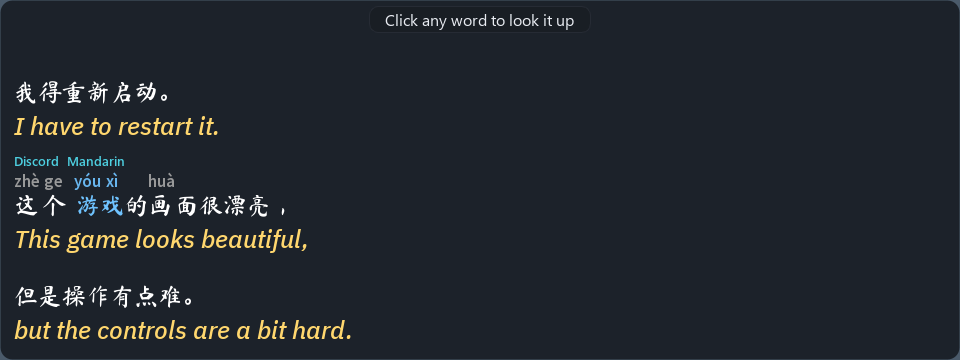 Click any word to look it up
我得重新启动。
I have to restart it.
Discord Mandarin
zhè ge yóu xì huà
这个 游戏的画面很漂亮，
This game looks beautiful,
但是操作有点难。
but the controls are a bit hard.